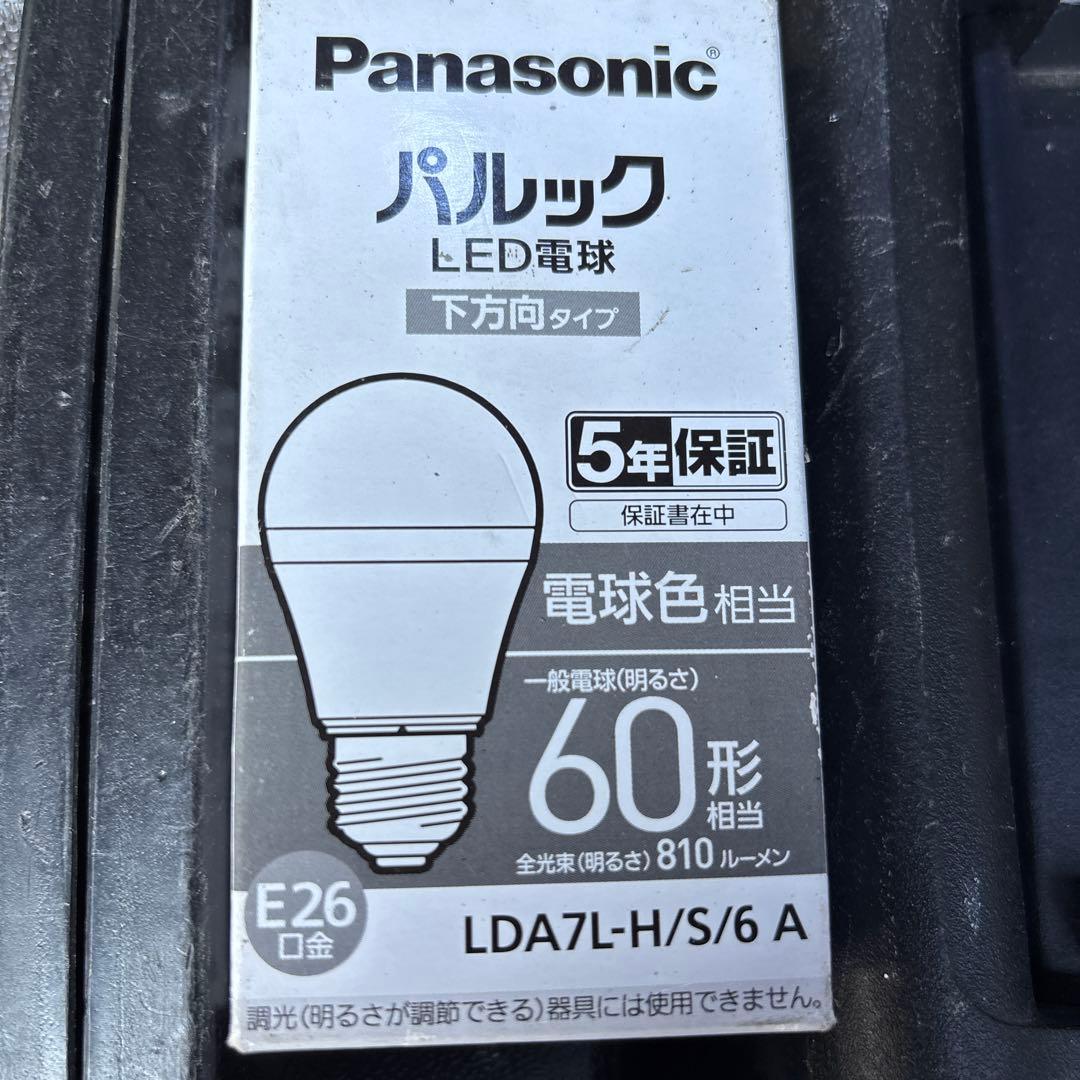 Panasonic®
パルック
LED電球
下方向タイプ
5年保証
保証書在中
電球色相当
一般電球(明るさ)
60形相当
全光束(明るさ)810ルーメン
E26
口金
LDA7L-H/S/6 A
調光(明るさが調節できる)器具には使用できません。